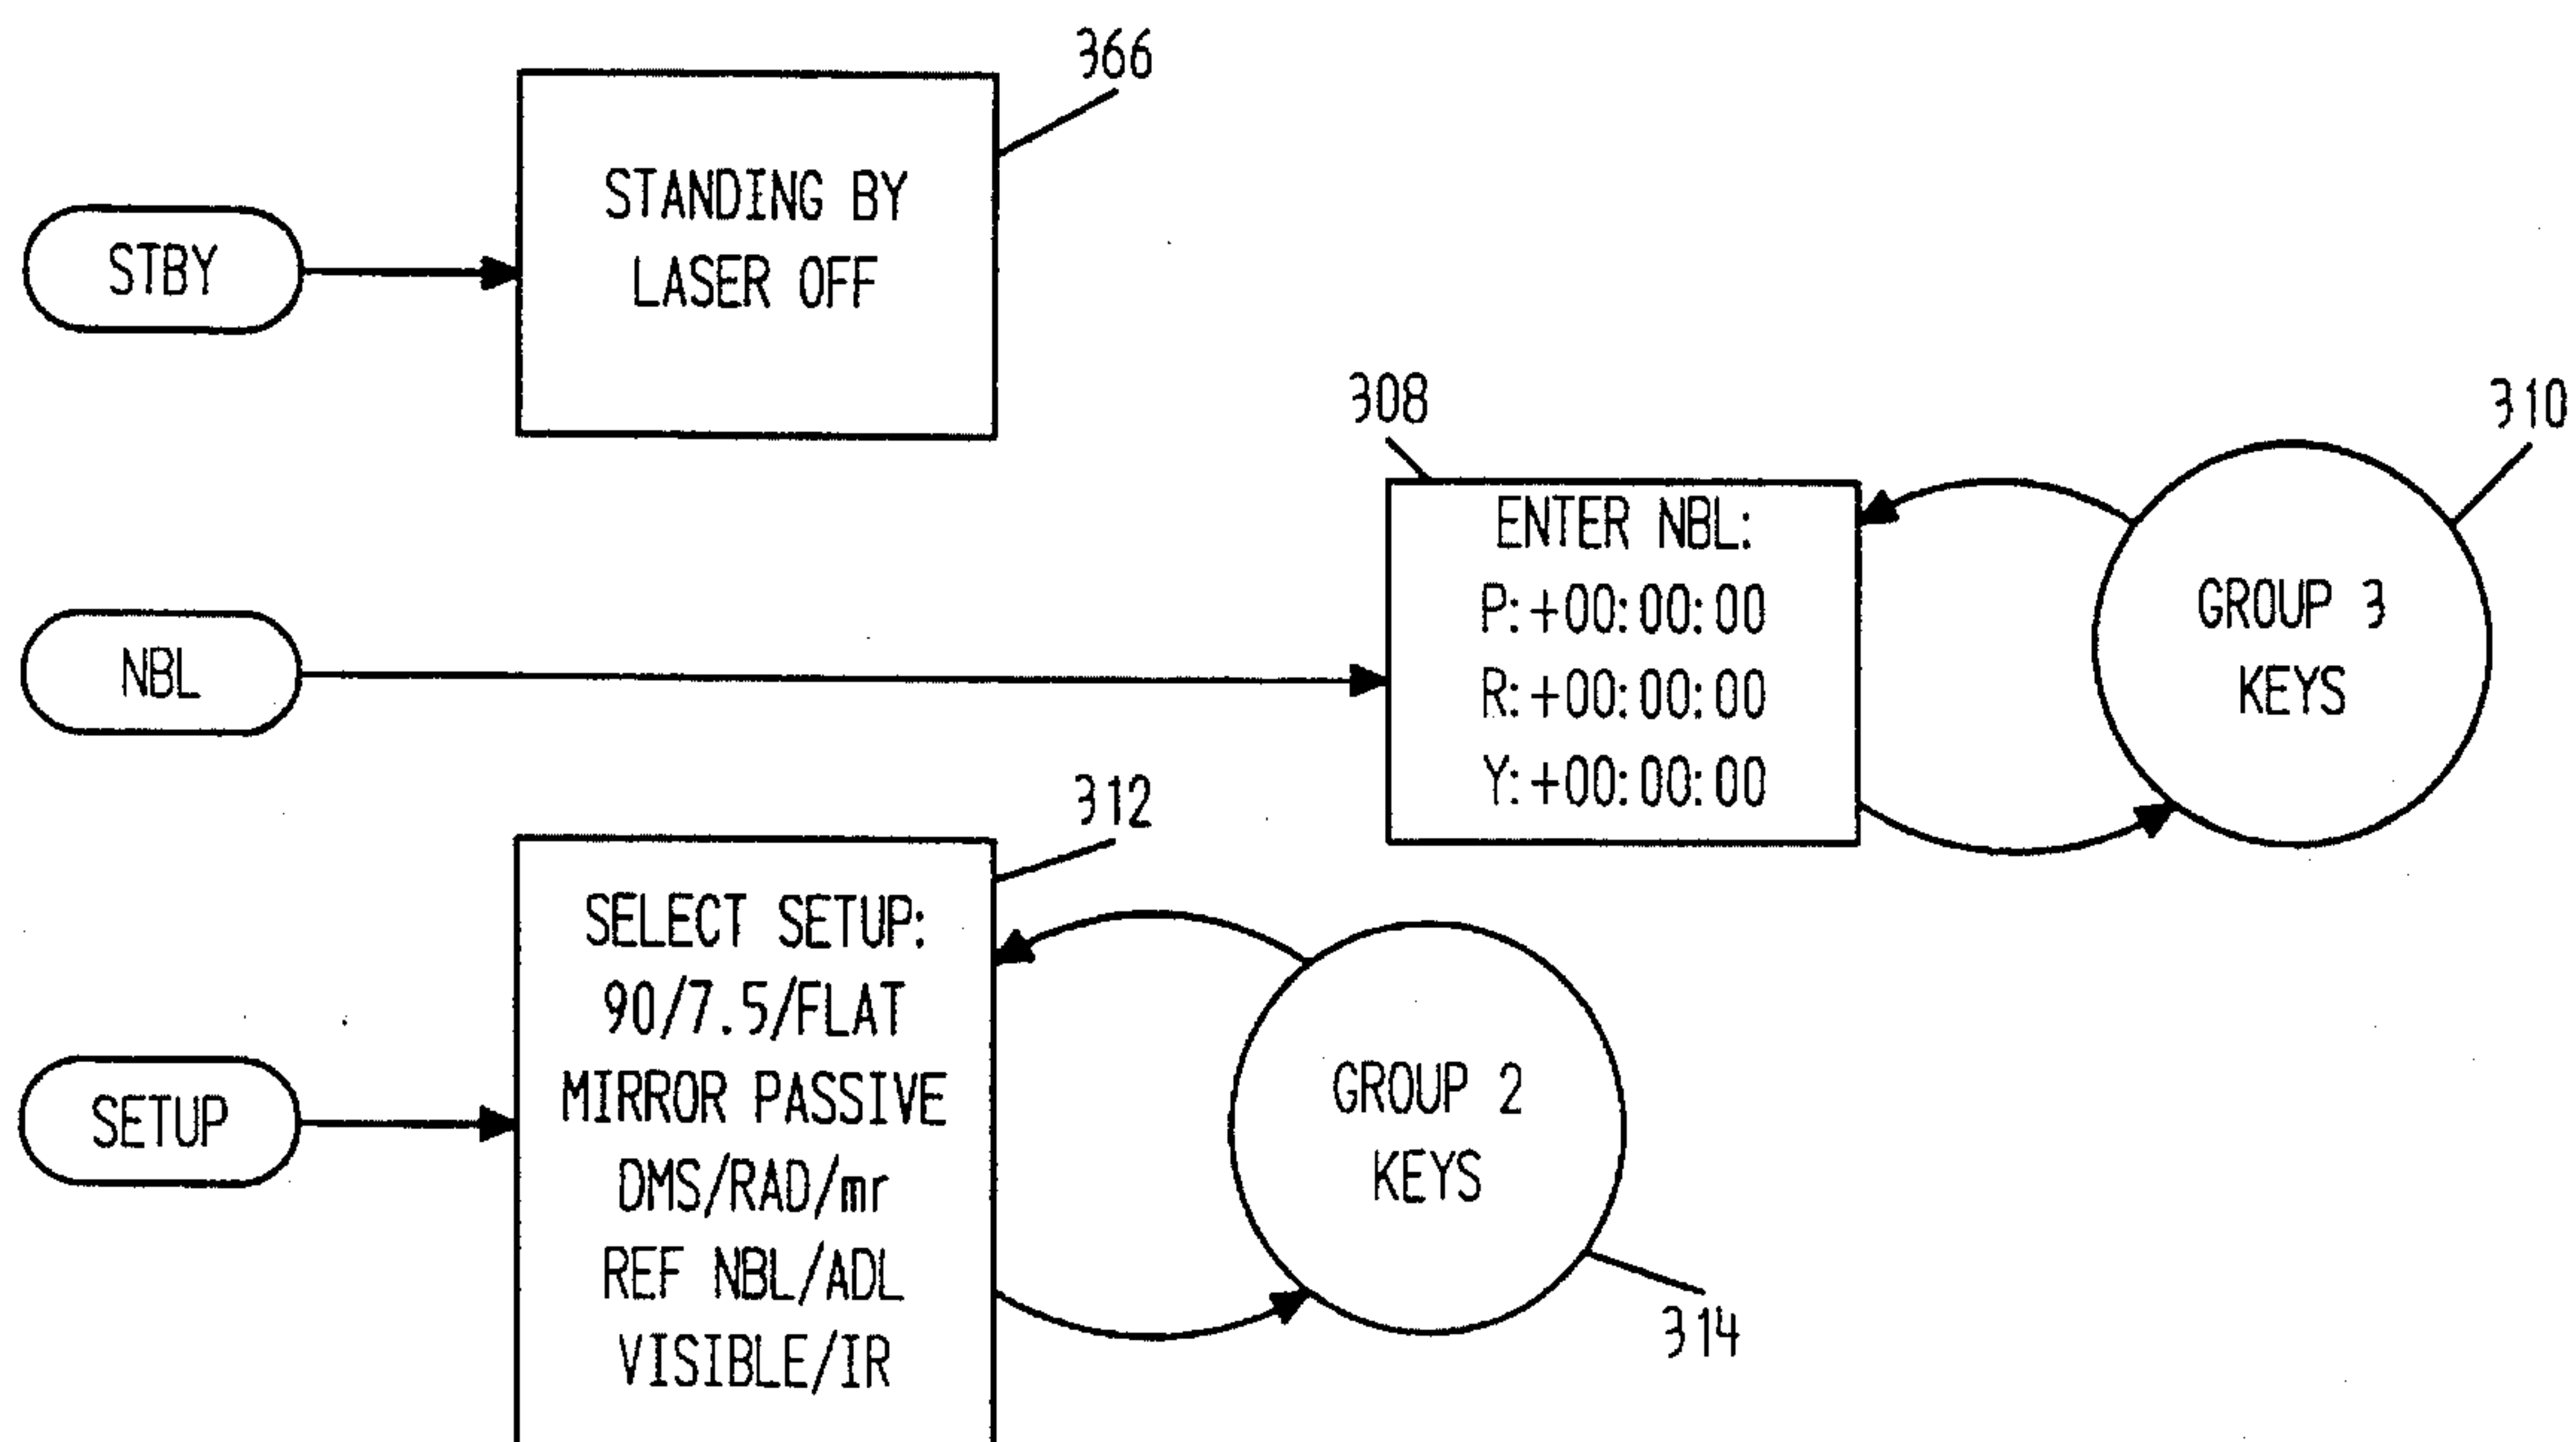 366
STANDING BY
LASER OFF
STBY
308
310
ENTER NBL:
P:+00:00:00
R:+00:00:00
Y:+00:00:00
GROUP 3
KEYS
NBL
312
SELECT SETUP:
90/7.5/FLAT
MIRROR PASSIVE
DMS/RAD/mr
REF NBL/ADL
VISIBLE/IR
SETUP
GROUP 2
KEYS
314